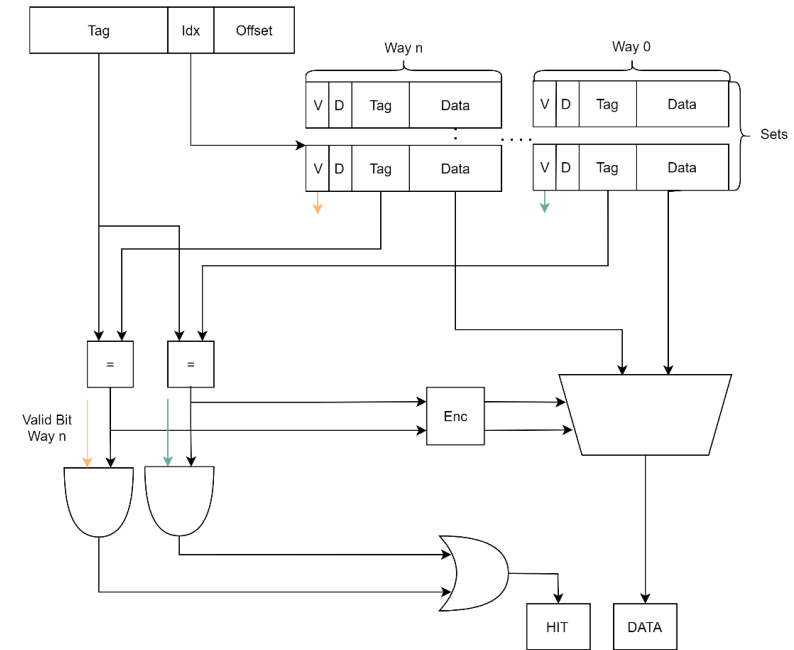 Tag Idx Offset
Way n
Way 0
V D Tag Data
V D Tag Data
Sets
V D Tag Data
V D Tag Data
=
=
Valid Bit
Way n
Enc
HIT
DATA